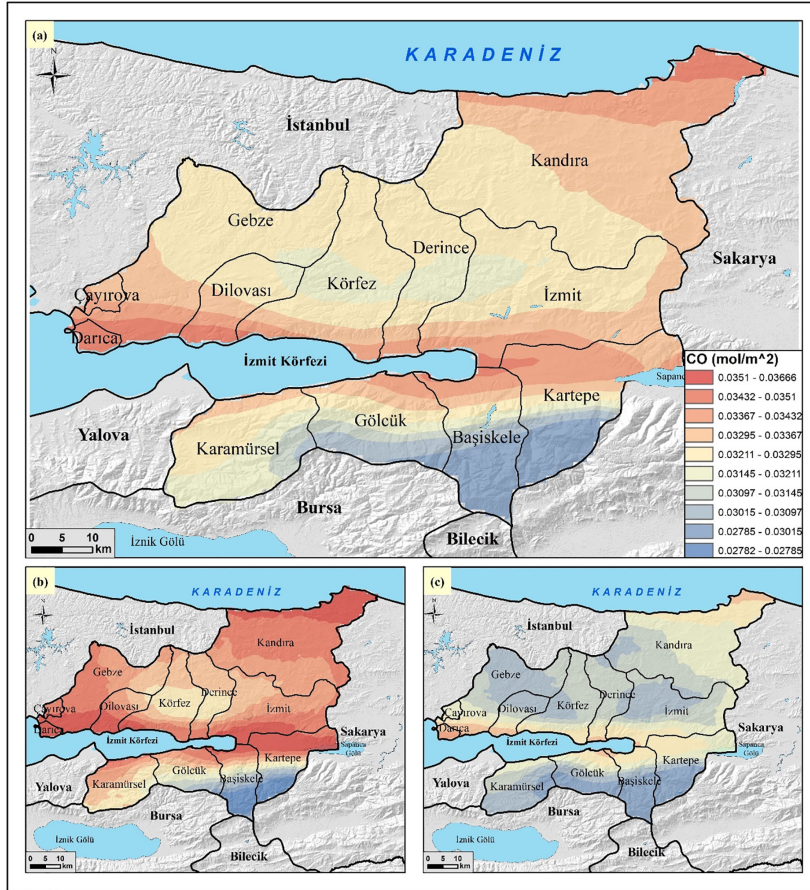 (a)
KARADENİZ
N
İstanbul
Kandıra
Gebze
Derince
Sakarya
Dilovası
Körfez
İzmit
Çayırova
Darıca
İzmit Körfezi
CO (mol/m^2)
0.0351 - 0.03666
0.03432 - 0.0351
0.03367 - 0.03432
0.03295 - 0.03367
0.03211 - 0.03295
0.03145 - 0.03211
0.03097 - 0.03145
0.03015 - 0.03097
0.02785 - 0.03015
0.02782 - 0.02785
Sapanca
Kartepe
Yalova
Karamürsel
Gölcük
Başiskele
Bursa
Bilecik
İznik Gölü
0 5 10
km
(b)
KARADENİZ
N
İstanbul
Kandıra
Gebze
Derince
Dilovası
Körfez
İzmit
Çayırova
Darıca
Sakarya
İzmit Körfezi
Sapanca
Gölü
Kartepe
Gölcük
Başiskele
Yalova
Karamürsel
Bursa
İznik Gölü
Bilecik
0 5 10
km
(c)
KARADENİZ
N
İstanbul
Kandıra
Gebze
Derince
Dilovası
Körfez
İzmit
Çayırova
Darıca
Sakarya
İzmit Körfezi
Sapanca
Gölü
Kartepe
Gölcük
Başiskele
Yalova
Karamürsel
Bursa
İznik Gölü
Bilecik
0 5 10
km